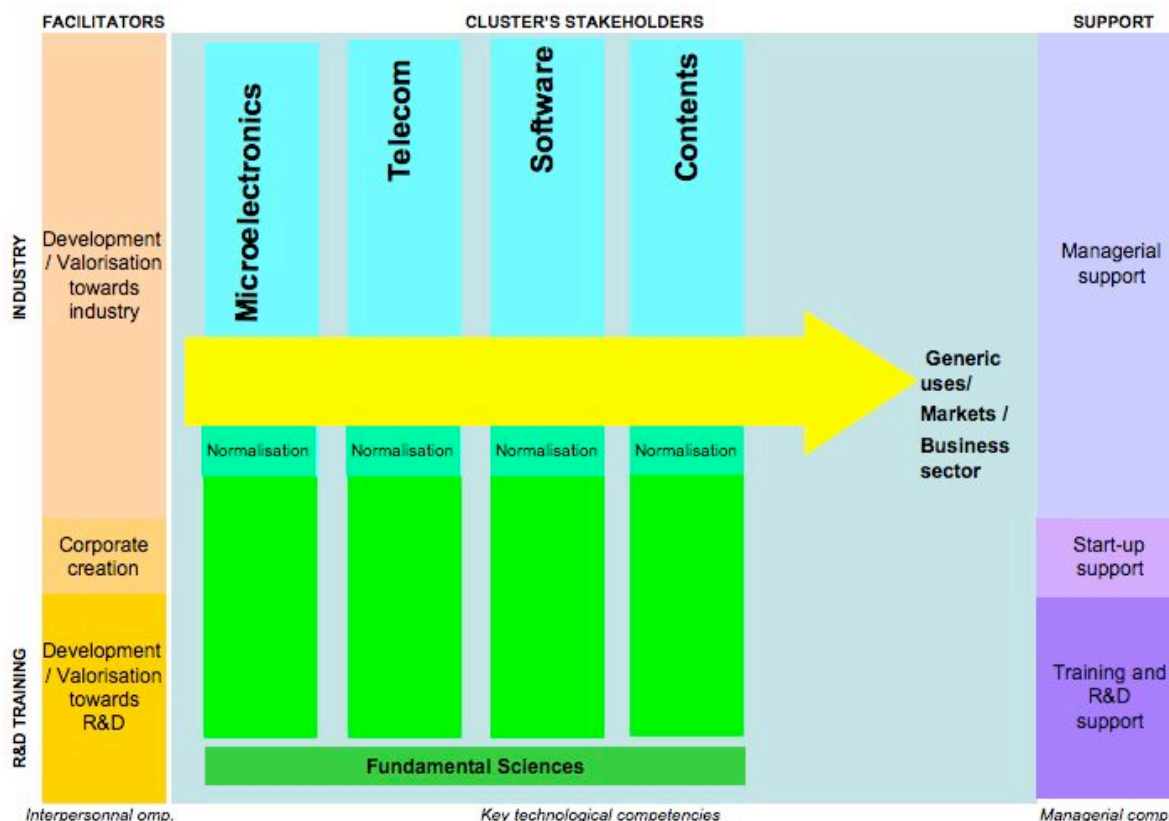 FACILITATORS
CLUSTER'S STAKEHOLDERS
SUPPORT
INDUSTRY
R&D TRAINING
Development
/ Valorisation
towards
industry
Corporate
creation
Development
/ Valorisation
towards
R&D
Microelectronics
Telecom
Software
Contents
Normalisation
Normalisation
Normalisation
Normalisation
Fundamental Sciences
Generic
uses/
Markets /
Business
sector
Managerial
support
Start-up
support
Training and
R&D
support
Interpersonnal omp.
Key technological competencies
Managerial comp